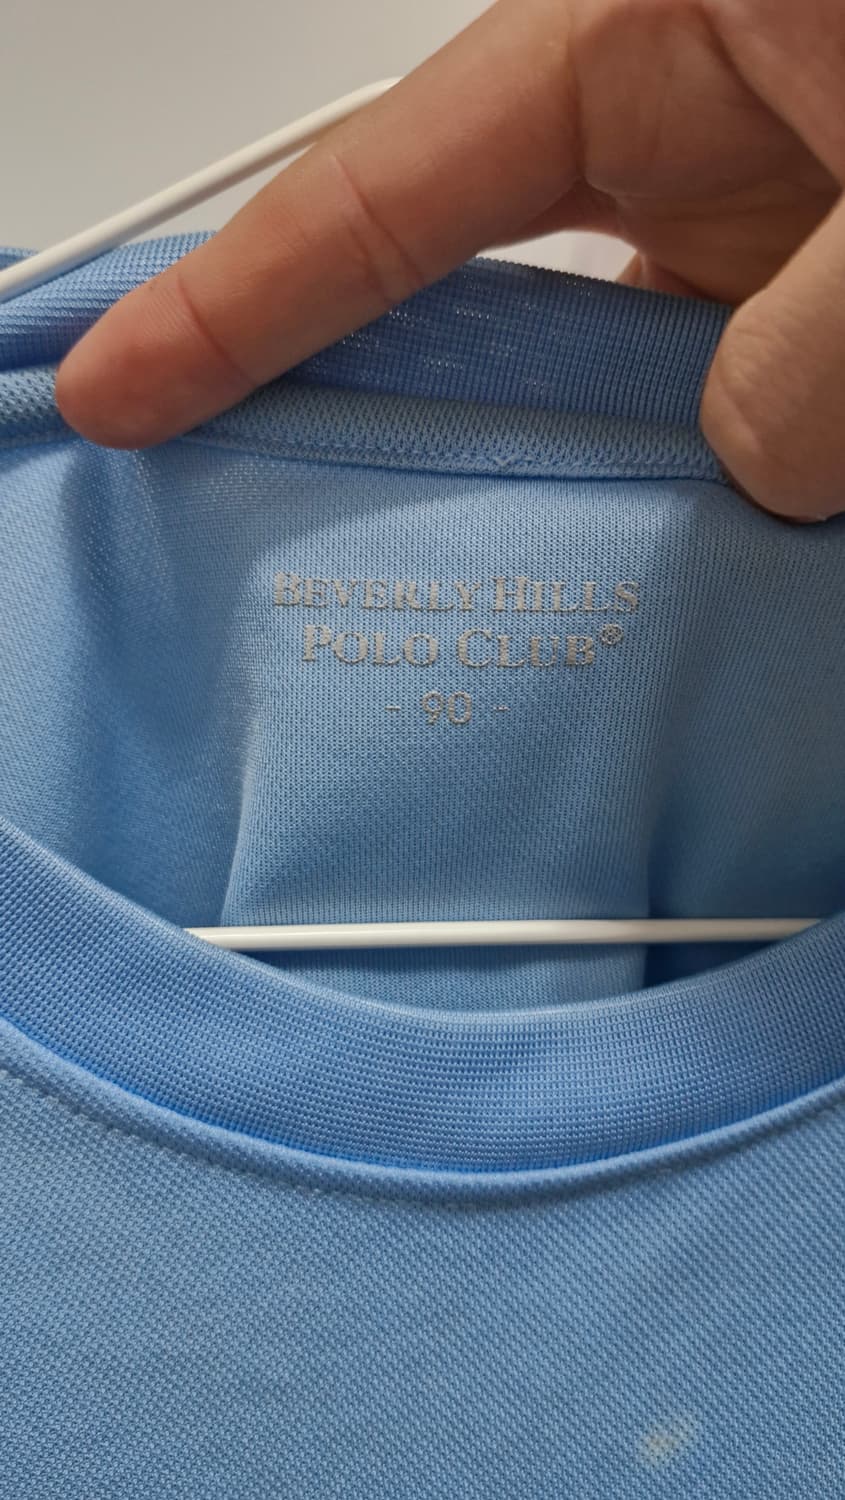 BEVERLY HILLS
POLO CLUB®
- 90 -